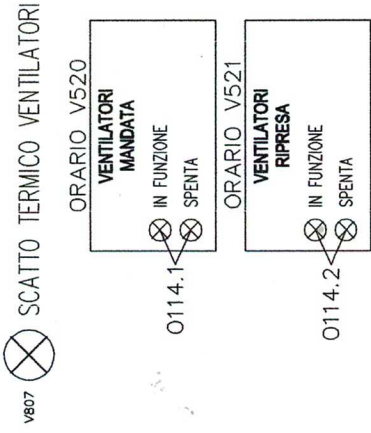 V807 SCATTO TERMICO VENTILATORI
ORARIO V520
VENTILATORI
MANDATA
IN FUNZIONE
SPENTA
O114.1
ORARIO V521
VENTILATORI
RIPRESA
IN FUNZIONE
SPENTA
O114.2